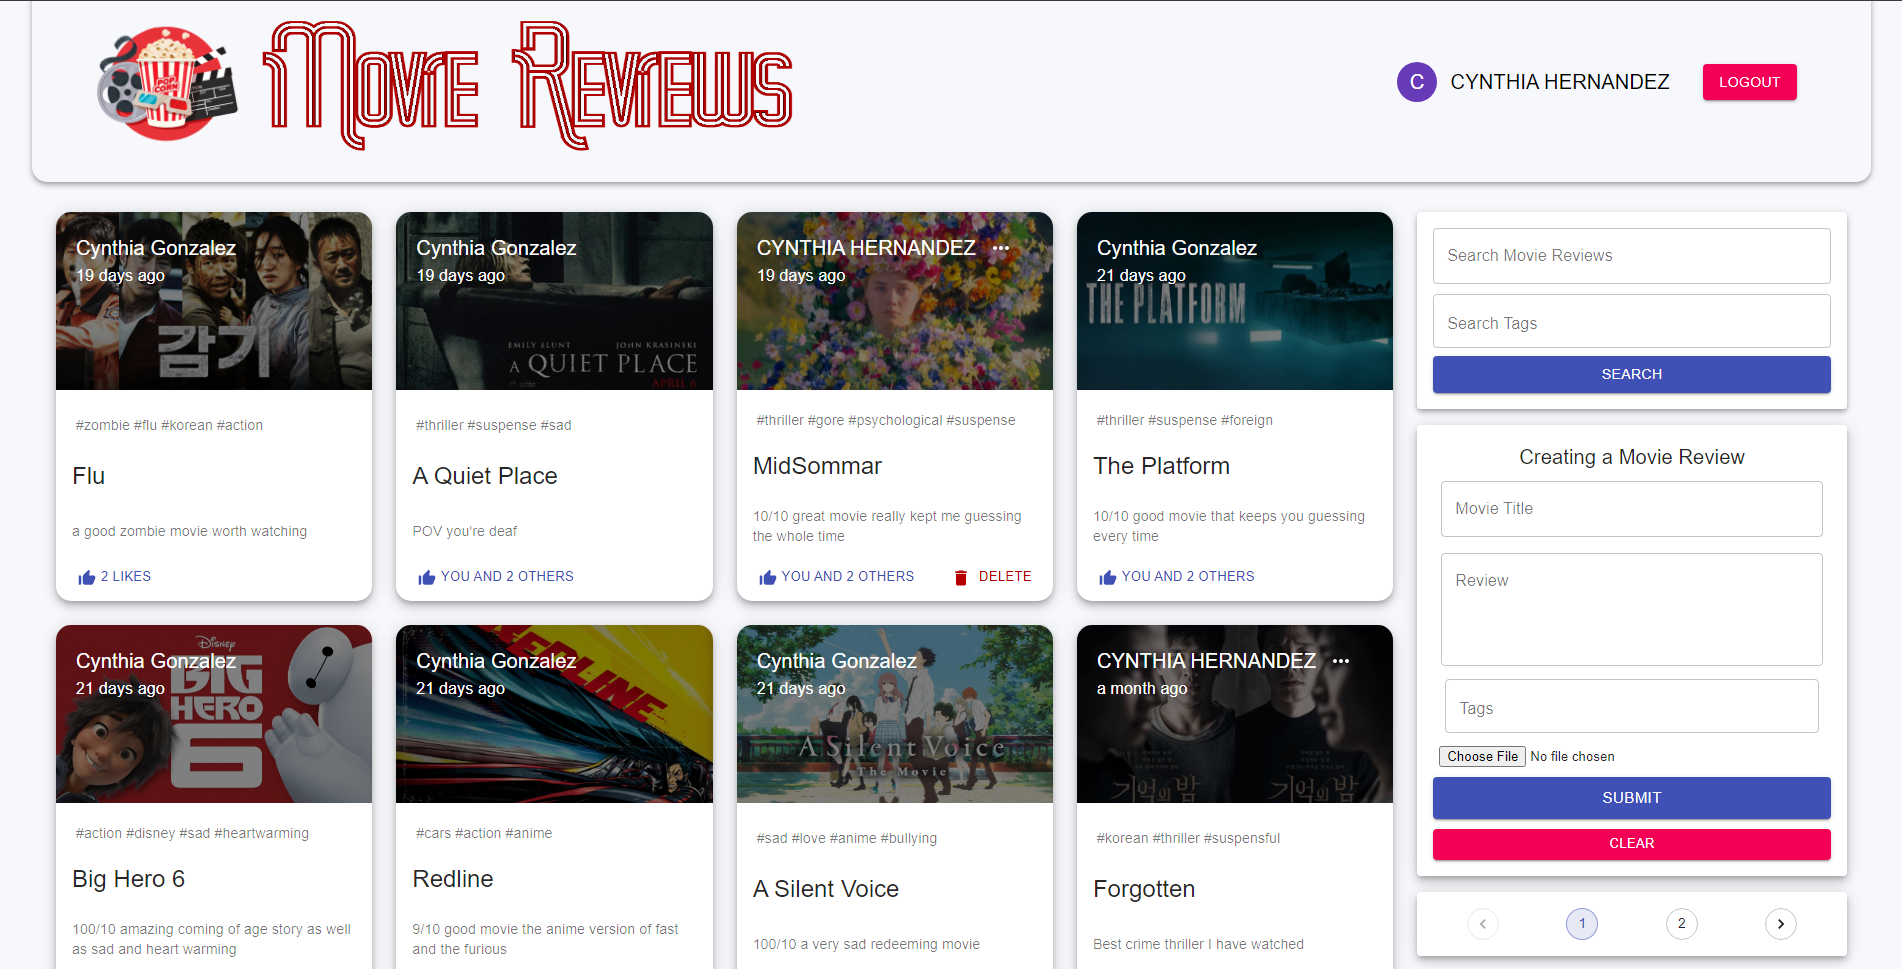 POP
CORN
Movie Reviews
C
CYNTHIA HERNANDEZ
LOGOUT
Cynthia Gonzalez
19 days ago
감기
#zombie #flu #korean #action
Flu
a good zombie movie worth watching
2 LIKES
Cynthia Gonzalez
19 days ago
EMILY BLUNT
JOHN KRASINSKI
A QUIET PLACE
APRIL 6
#thriller #suspense #sad
A Quiet Place
POV you're deaf
YOU AND 2 OTHERS
CYNTHIA HERNANDEZ
19 days ago
#thriller #gore #psychological #suspense
MidSommar
10/10 great movie really kept me guessing
the whole time
YOU AND 2 OTHERS
DELETE
Cynthia Gonzalez
21 days ago
THE PLATFORM
#thriller #suspense #foreign
The Platform
10/10 good movie that keeps you guessing
every time
YOU AND 2 OTHERS
Cynthia Gonzalez
21 days ago
Disney
BIG
HERO
6
#action #disney #sad #heartwarming
Big Hero 6
100/10 amazing coming of age story as well
as sad and heart warming
Cynthia Gonzalez
21 days ago
REDLINE
#cars #action #anime
Redline
9/10 good movie the anime version of fast
and the furious
Cynthia Gonzalez
21 days ago
A Silent Voice
The Movie
#sad #love #anime #bullying
A Silent Voice
100/10 a very sad redeeming movie
CYNTHIA HERNANDEZ
a month ago
기억의 밤
기억의 밤
#korean #thriller #suspensful
Forgotten
Best crime thriller I have watched
Search Movie Reviews
Search Tags
SEARCH
Creating a Movie Review
Movie Title
Review
Tags
Choose File No file chosen
SUBMIT
CLEAR
1
2